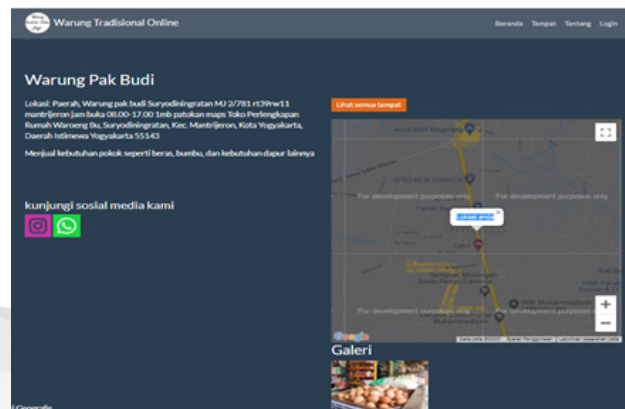 Warung Tradisional Online
Beranda Tempat Tentang Login
Warung Pak Budi
Lokasi: Paerah, Warung pak budi Suryodiningratan MJ 2/781 rt39rw11
mantrijeron jam buka 08.00-17.00 1mb patokan maps Toko Perlengkapan
Rumah Waroeng Bu, Suryodiningratan, Kec. Mantrijeron, Kota Yogyakarta,
Daerah Istimewa Yogyakarta 55143
Menjual kebutuhan pokok seperti beras, bumbu, dan kebutuhan dapur lainnya
kunjungi sosial media kami
Lihat semua tempat
For development purposes only
For development purposes only
Lokasi anda
Gatul
For development purposes only
For development purposes
Google
Galeri
Geografis